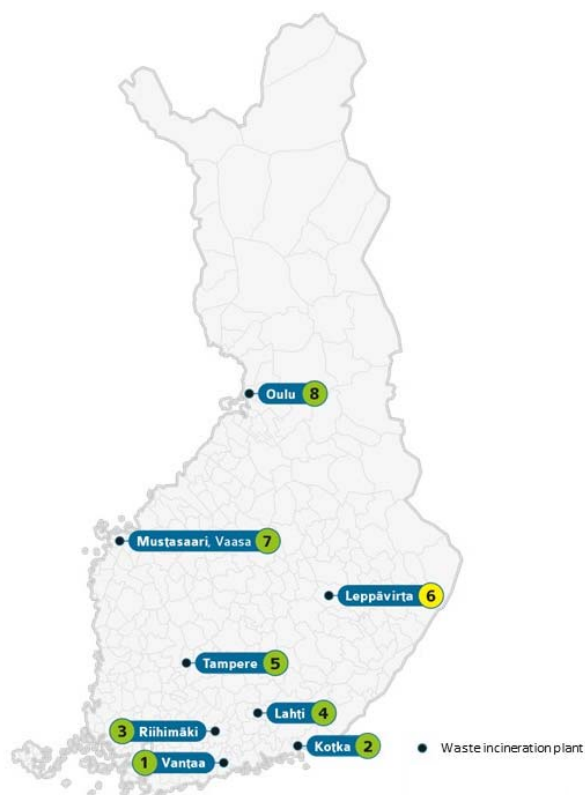 Oulu 8
Mustasaari, Vaasa 7
Leppävirta 6
Tampere 5
Lahti 4
3 Riihimäki
Kotka 2
Waste incineration plant
1 Vantaa